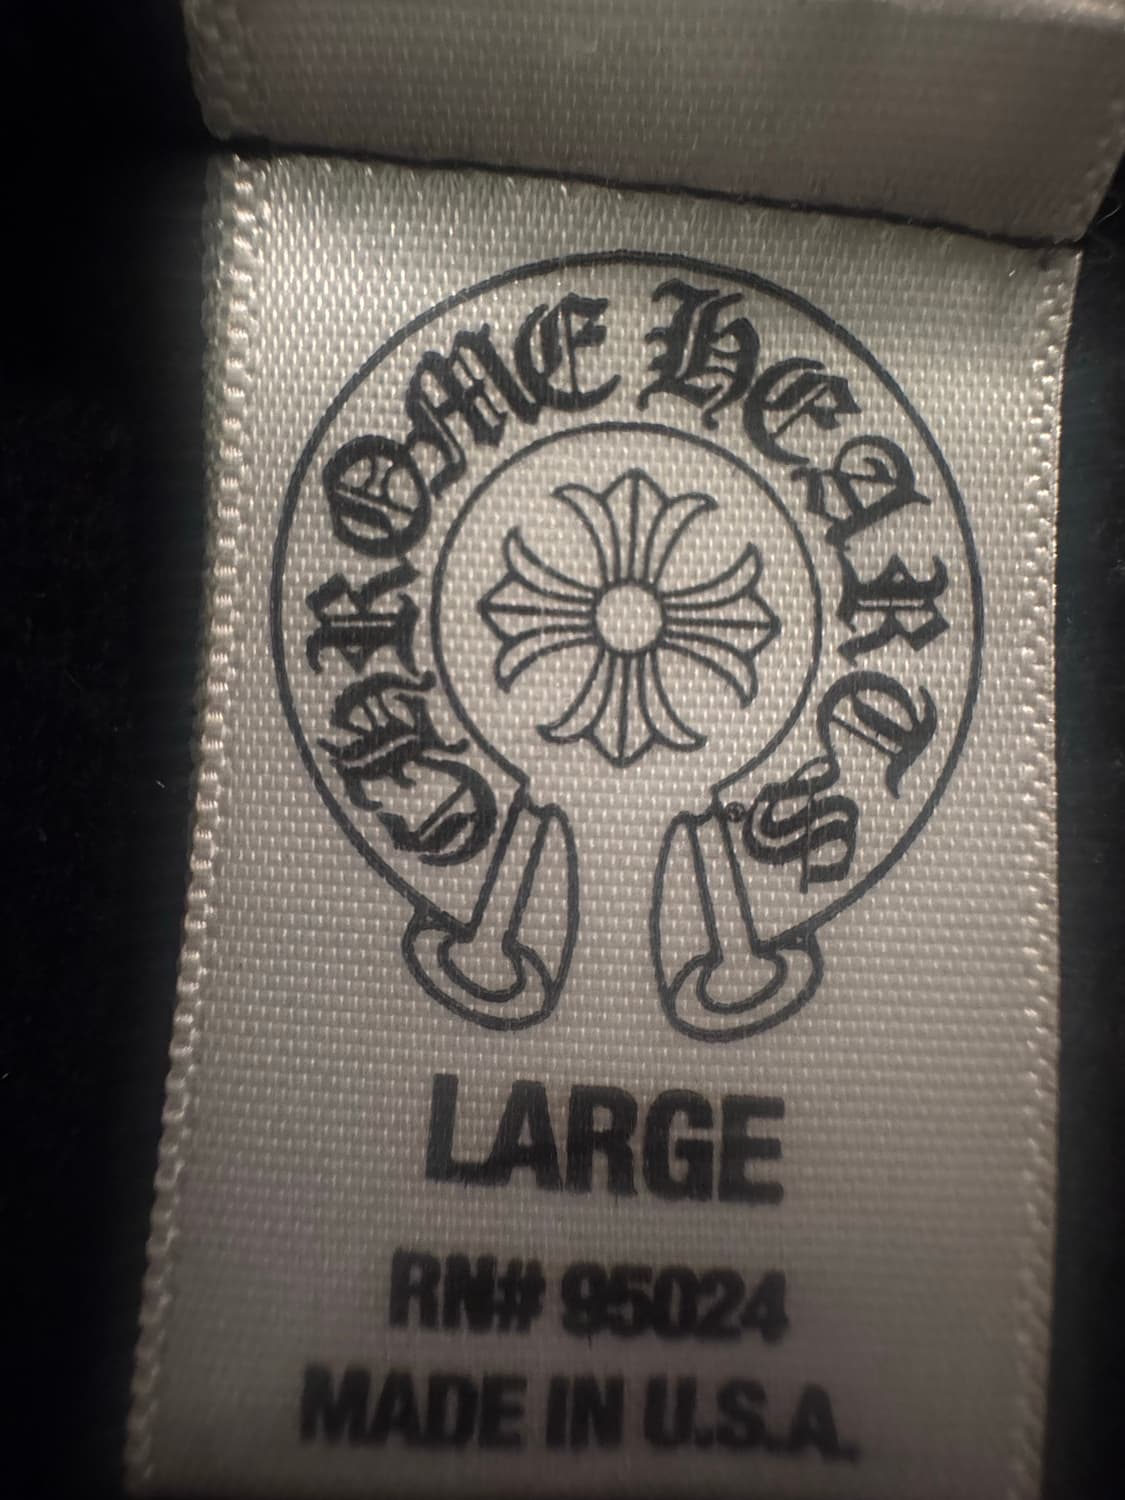 CHROME HEARTS
LARGE
RN# 95024
MADE IN U.S.A.